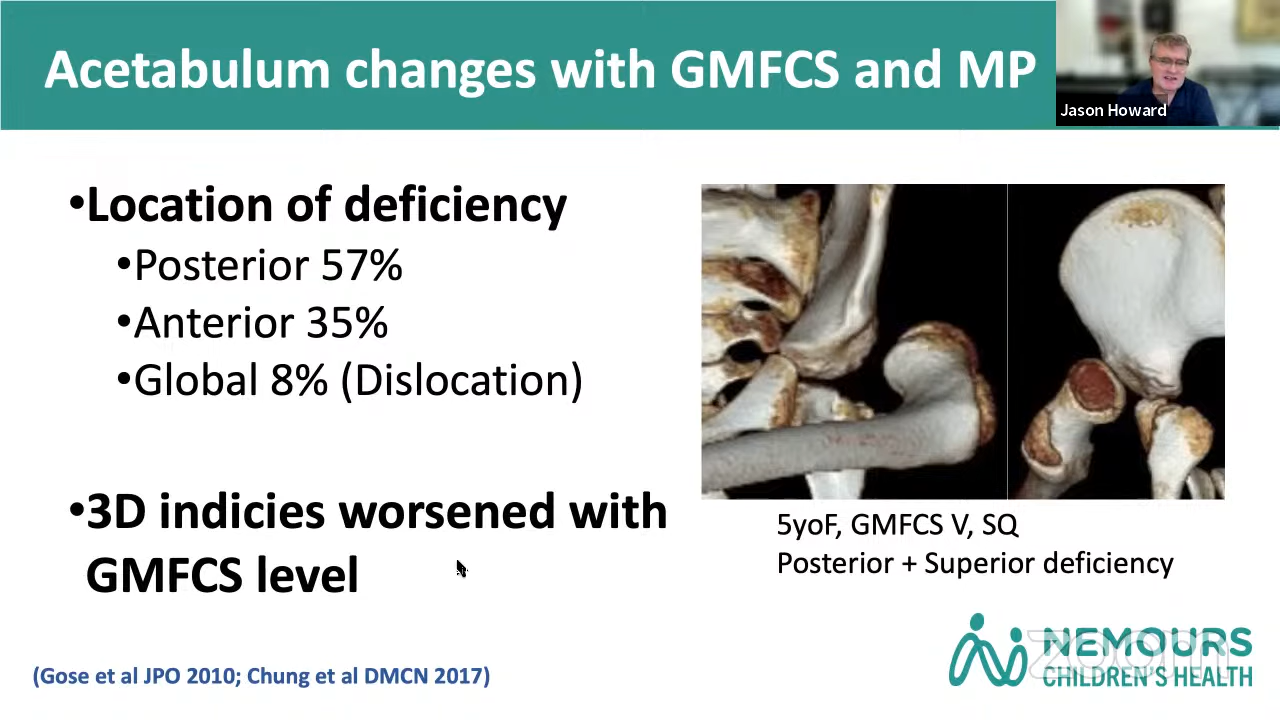 Acetabulum changes with GMFCS and MP
Jason Howard
•Location of deficiency
•Posterior 57%
•Anterior 35%
•Global 8% (Dislocation)
•3D indicies worsened with
GMFCS level
5yoF, GMFCS V, SQ
Posterior + Superior deficiency
(Gose et al JPO 2010; Chung et al DMCN 2017)
NEMOURS
zoom
CHILDREN'S HEALTH